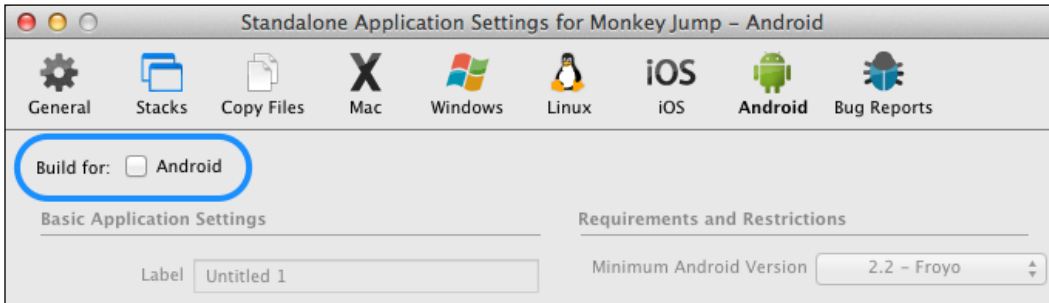 Standalone Application Settings for Monkey Jump – Android
X iOS
General Stacks Copy Files Mac Windows Linux iOS Android Bug Reports
Build for: Android
Basic Application Settings Requirements and Restrictions
Label Untitled 1 Minimum Android Version 2.2 – Froyo